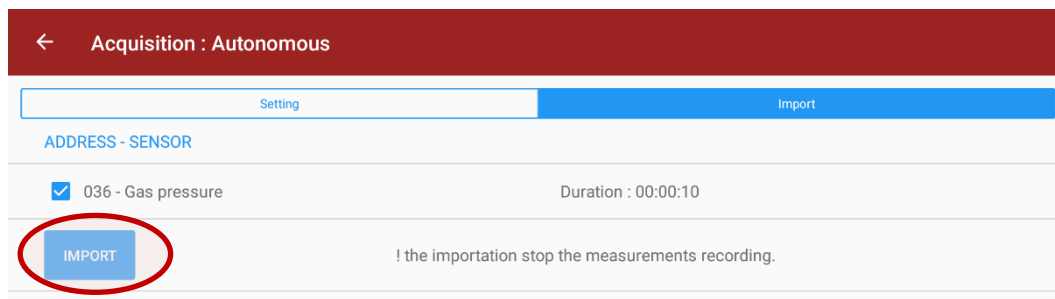 Acquisition : Autonomous
Setting Import
ADDRESS - SENSOR
036 - Gas pressure Duration : 00:00:10
IMPORT ! the importation stop the measurements recording.